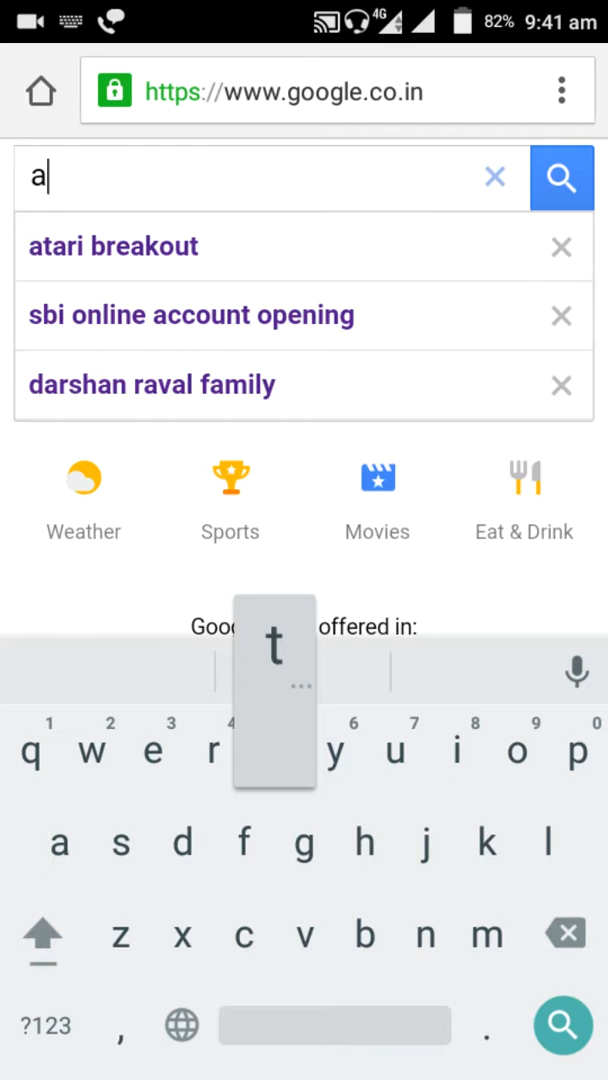 4G 82% 9:41 am
https://www.google.co.in
a
atari breakout
sbi online account opening
darshan raval family
Weather Sports Movies Eat & Drink
Goo offered in:
t
...
1 2 3 4 6 7 8 9 0
q w e r y u i o p
a s d f g h j k l
z x c v b n m
?123 , .